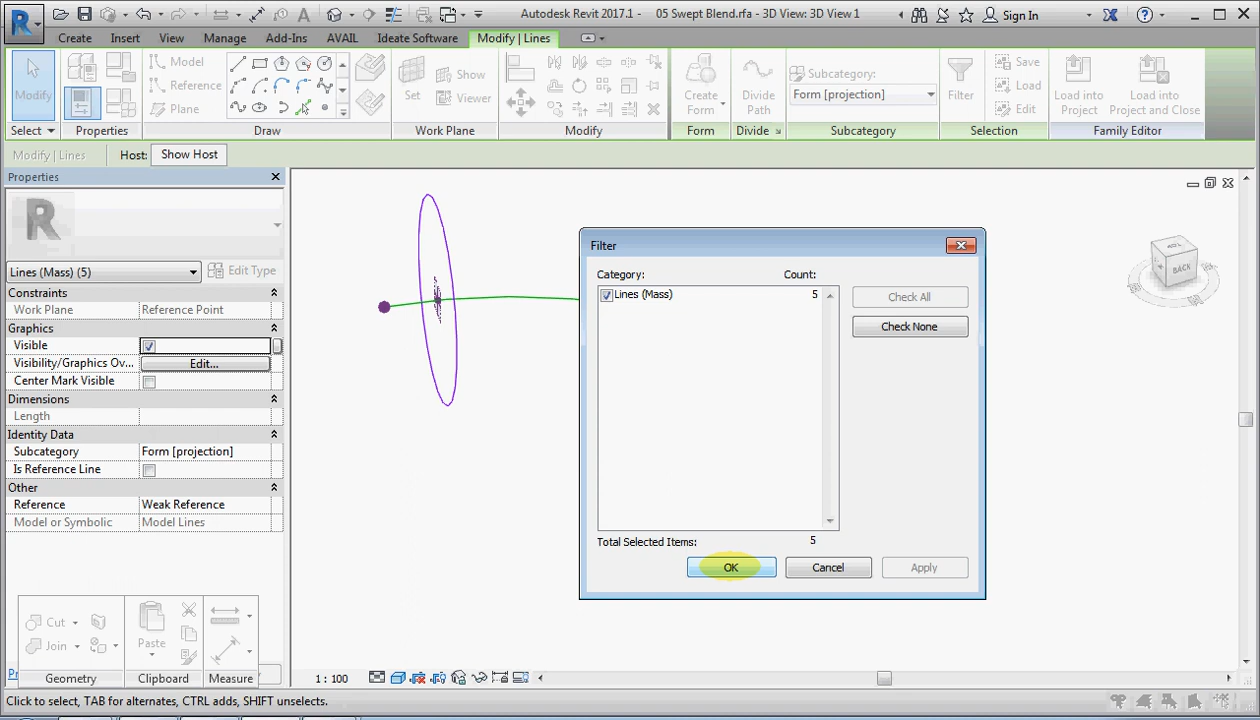 Autodesk Revit 2017.1 - 05 Swept Blend.rfa - 3D View: 3D View 1
Sign In
Create Insert View Manage Add-Ins AVAIL Ideate Software Modify | Lines
Modify
Select
Properties
Model
Reference
Plane
Draw
Set
Show
Viewer
Work Plane
Modify
Create
Form
Form
Divide
Path
Divide
Subcategory:
Form [projection]
Subcategory
Filter
Save
Load
Edit
Selection
Load into
Project
Load into
Project and Close
Family Editor
Modify | Lines
Host: Show Host
Properties
R
Lines (Mass) (5)
Edit Type
Constraints
Work Plane Reference Point
Graphics
Visible
Visibility/Graphics Ov... Edit...
Center Mark Visible
Dimensions
Length
Identity Data
Subcategory Form [projection]
Is Reference Line
Other
Reference Weak Reference
Model or Symbolic Model Lines
Cut
Join
Geometry
Paste
Clipboard
Measure
BACK
Filter
Category: Count:
Lines (Mass) 5
Check All
Check None
Total Selected Items: 5
OK Cancel Apply
1 : 100
Click to select, TAB for alternates, CTRL adds, SHIFT unselects.